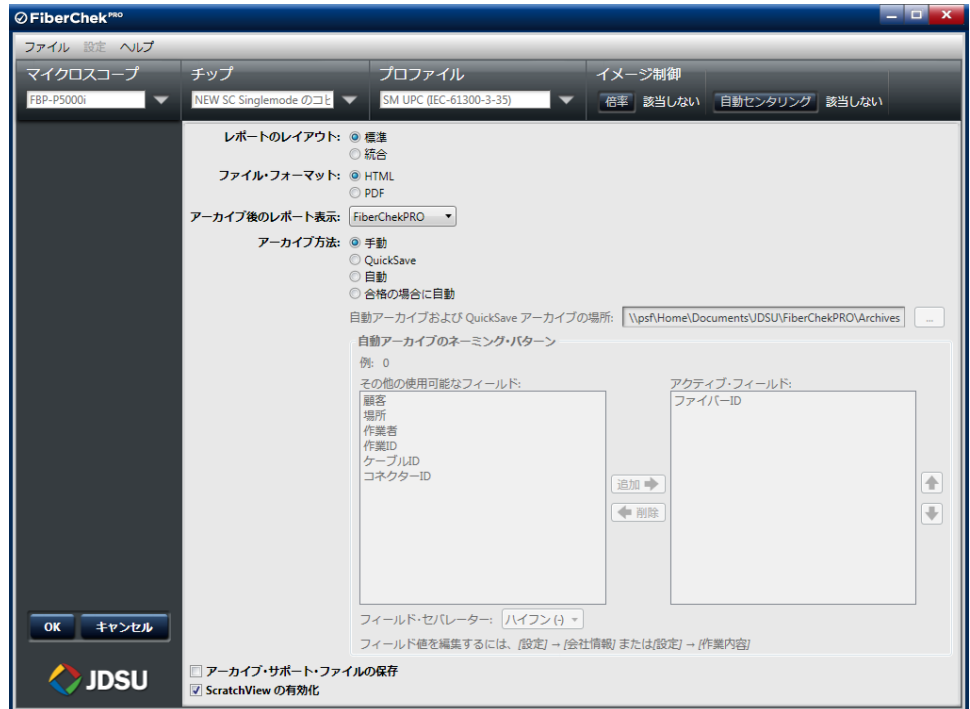 FiberChek PRO
ファイル 設定 ヘルプ
マイクロスコープ チップ プロファイル イメージ制御
FBP-P5000i NEW SC Singlemode のコピ SM UPC (IEC-61300-3-35) 倍率 該当しない 自動センタリング 該当しない
レポートのレイアウト: 標準
統合
ファイル・フォーマット: HTML
PDF
アーカイブ後のレポート表示: FiberChekPRO
アーカイブ方法: 手動
QuickSave
自動
合格の場合に自動
自動アーカイブおよび QuickSave アーカイブの場所: \\psf\Home\Documents\JDSU\FiberChekPRO\Archives ...
自動アーカイブのネーミング・パターン
例: 0
その他の使用可能なフィールド: アクティブ・フィールド:
顧客 ファイバーID
場所
作業者
作業ID
ケーブルID
コネクターID
追加
削除
フィールド・セパレーター: ハイフン (-)
フィールド値を編集するには、[設定] → [会社情報] または[設定] → [作業内容]
OK キャンセル
JDSU
アーカイブ・サポート・ファイルの保存
ScratchView の有効化